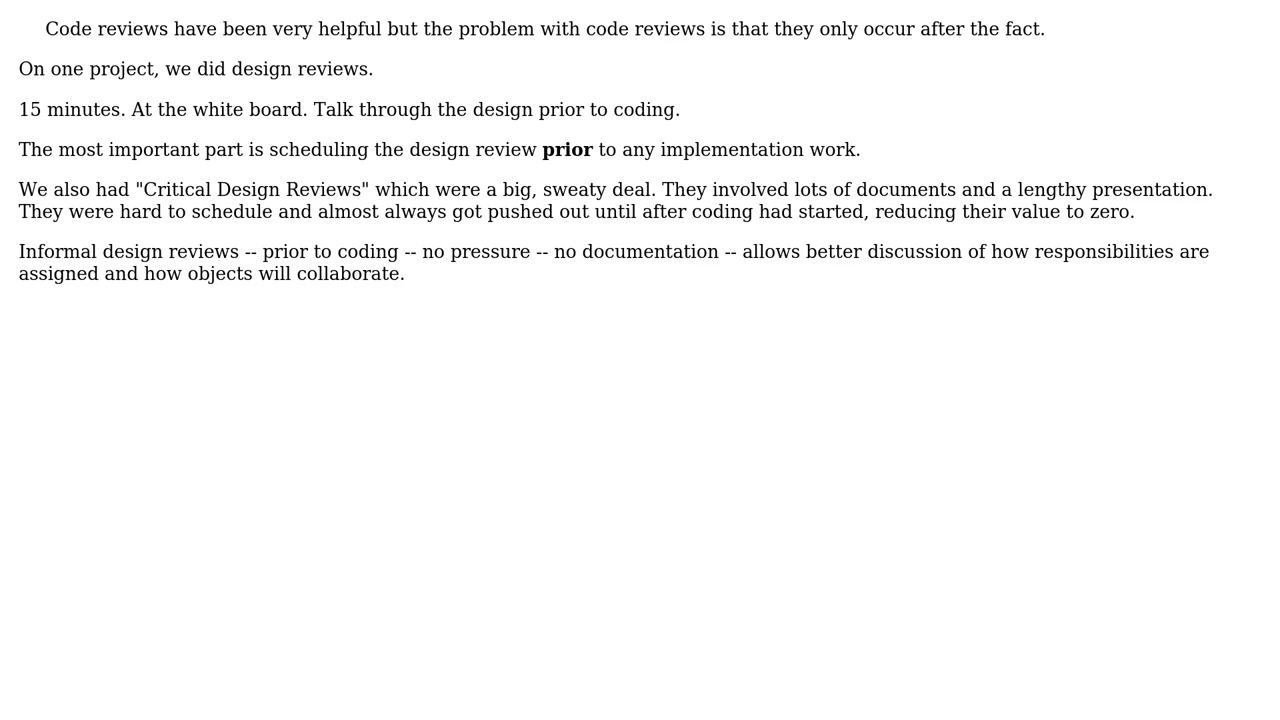 Code reviews have been very helpful but the problem with code reviews is that they only occur after the fact.
On one project, we did design reviews.
15 minutes. At the white board. Talk through the design prior to coding.
The most important part is scheduling the design review prior to any implementation work.
We also had "Critical Design Reviews" which were a big, sweaty deal. They involved lots of documents and a lengthy presentation.
They were hard to schedule and almost always got pushed out until after coding had started, reducing their value to zero.
Informal design reviews -- prior to coding -- no pressure -- no documentation -- allows better discussion of how responsibilities are
assigned and how objects will collaborate.